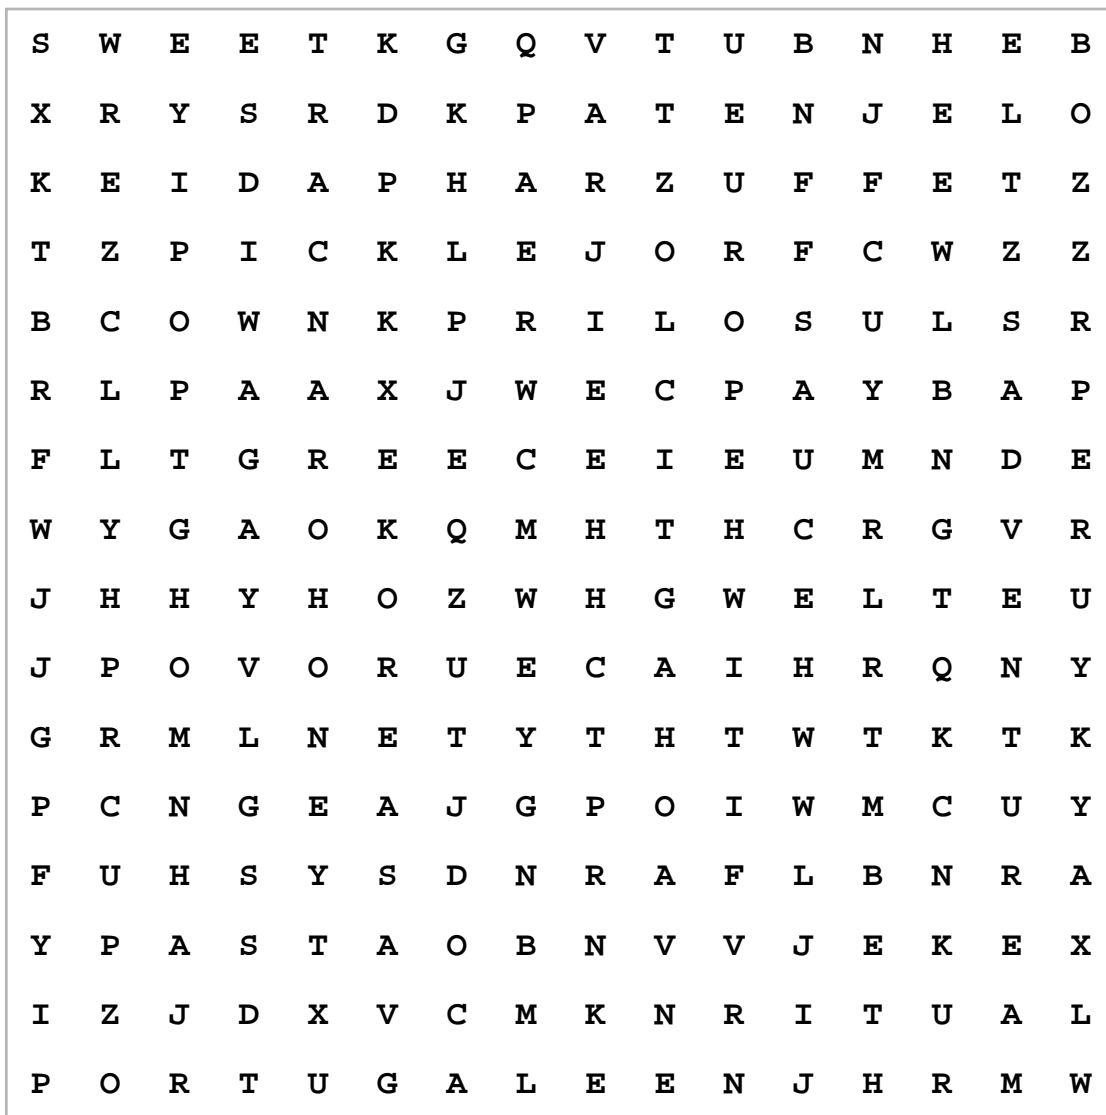 S W E E T K G Q V T U B N H E B
X R Y S R D K P A T E N J E L O
K E I D A P H A R Z U F F E T Z
T Z P I C K L E J O R F C W Z Z
B C O W N K P R I L O S U L S R
R L P A A X J W E C P A Y B A P
F L T G R E E C E I E U M N D E
W Y G A O K Q M H T H C R G V R
J H H Y H O Z W H G W E L T E U
J P O V O R U E C A I H R Q N Y
G R M L N E T Y T H T W T K T K
P C N G E A J G P O I W M C U Y
F U H S Y S D N R A F L B N R A
Y P A S T A O B N V V J E K E X
I Z J D X V C M K N R I T U A L
P O R T U G A L E E N J H R M W